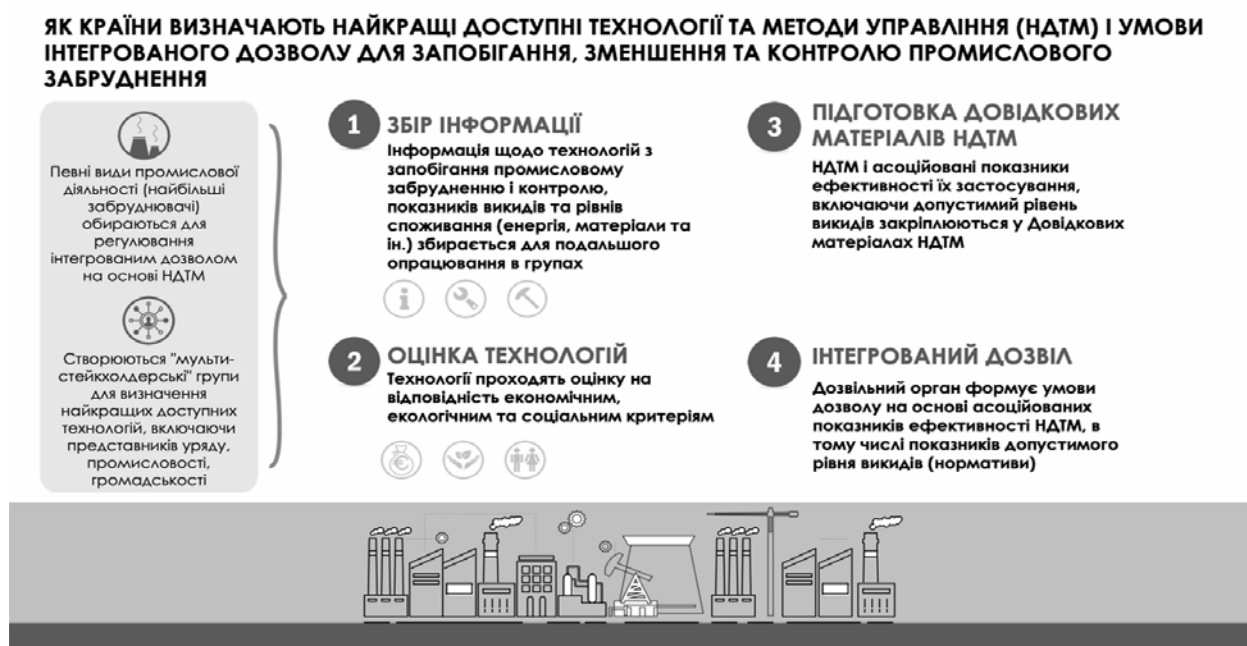 ЯК КРАЇНИ ВИЗНАЧАЮТЬ НАЙКРАЩІ ДОСТУПНІ ТЕХНОЛОГІЇ ТА МЕТОДИ УПРАВЛІННЯ (НДТМ) І УМОВИ
ІНТЕГРОВАНОГО ДОЗВОЛУ ДЛЯ ЗАПОБІГАННЯ, ЗМЕНШЕННЯ ТА КОНТРОЛЮ ПРОМИСЛОВОГО
ЗАБРУДНЕННЯ
Певні види промислової
діяльності (найбільші
забруднювачі)
обираються для
регулювання
інтегрованим дозволом
на основі НДТМ
Створюються "мульти-
стейкхолдерські" групи
для визначення
найкращих доступних
технологій, включаючи
представників уряду,
промисловості,
громадськості
1 ЗБІР ІНФОРМАЦІЇ
Інформація щодо технологій з
запобігання промисловому
забрудненню і контролю,
показників викидів та рівнів
споживання (енергія, матеріали та
ін.) збирається для подальшого
опрацювання в групах
2 ОЦІНКА ТЕХНОЛОГІЙ
Технології проходять оцінку на
відповідність економічним,
екологічним та соціальним критеріям
3 ПІДГОТОВКА ДОВІДКОВИХ
МАТЕРІАЛІВ НДТМ
НДТМ і асоційовані показники
ефективності їх застосування,
включаючи допустимий рівень
викидів закріплюються у Довідкових
матеріалах НДТМ
4 ІНТЕГРОВАНИЙ ДОЗВІЛ
Дозвільний орган формує умови
дозволу на основі асоційованих
показників ефективності НДТМ, в
тому числі показників допустимого
рівня викидів (нормативи)